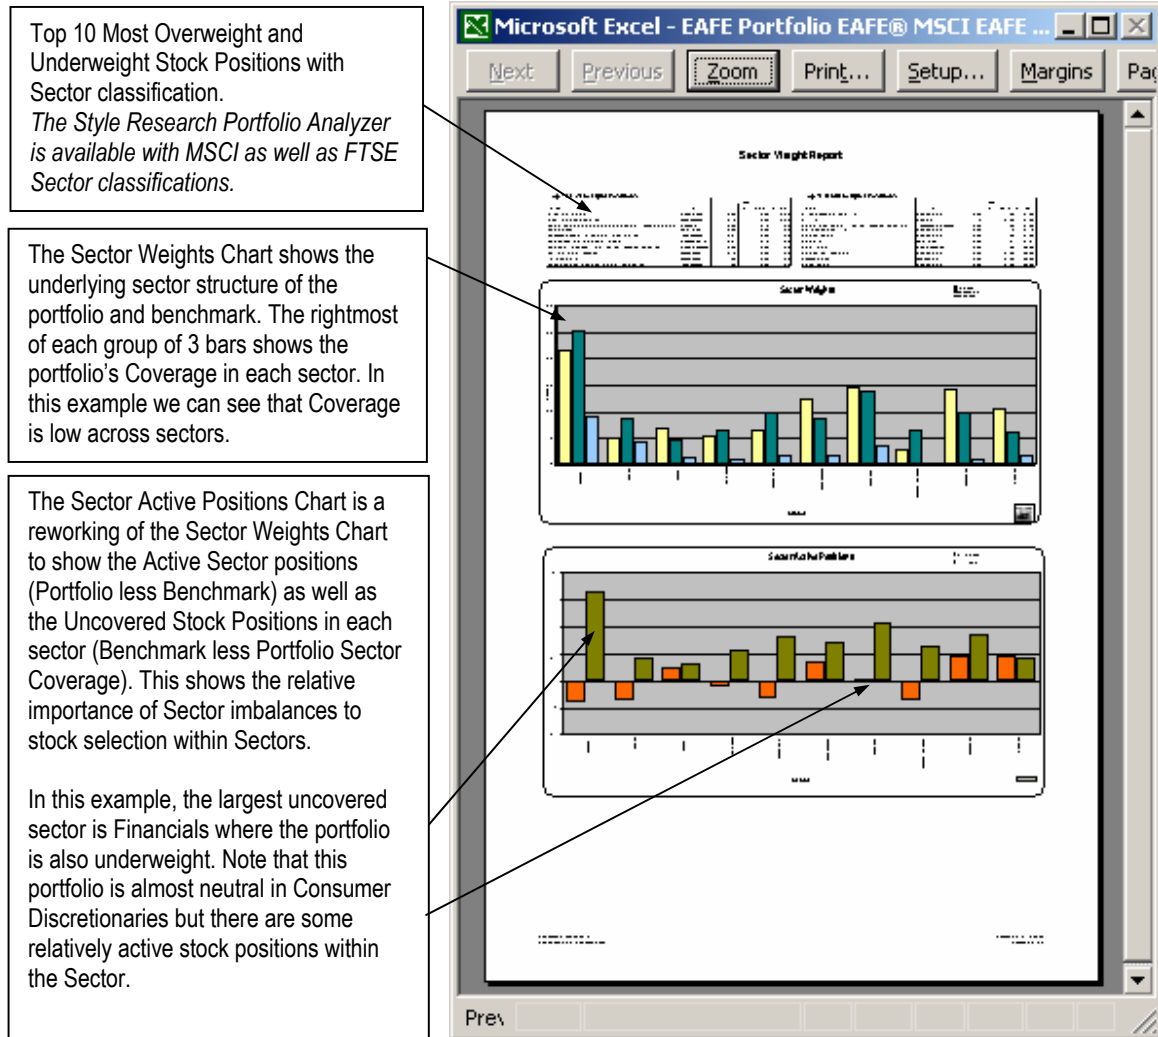 Top 10 Most Overweight and
Underweight Stock Positions with
Sector classification.
The Style Research Portfolio Analyzer
is available with MSCI as well as FTSE
Sector classifications.
The Sector Weights Chart shows the
underlying sector structure of the
portfolio and benchmark. The rightmost
of each group of 3 bars shows the
portfolio's Coverage in each sector. In
this example we can see that Coverage
is low across sectors.
The Sector Active Positions Chart is a
reworking of the Sector Weights Chart
to show the Active Sector positions
(Portfolio less Benchmark) as well as
the Uncovered Stock Positions in each
sector (Benchmark less Portfolio Sector
Coverage). This shows the relative
importance of Sector imbalances to
stock selection within Sectors.
In this example, the largest uncovered
sector is Financials where the portfolio
is also underweight. Note that this
portfolio is almost neutral in Consumer
Discretionaries but there are some
relatively active stock positions within
the Sector.
Microsoft Excel - EAFE Portfolio EAFE® MSCI EAFE ...
Next Previous Zoom Print... Setup... Margins Pag
Sector Weight Report
Sector Weights
Prev